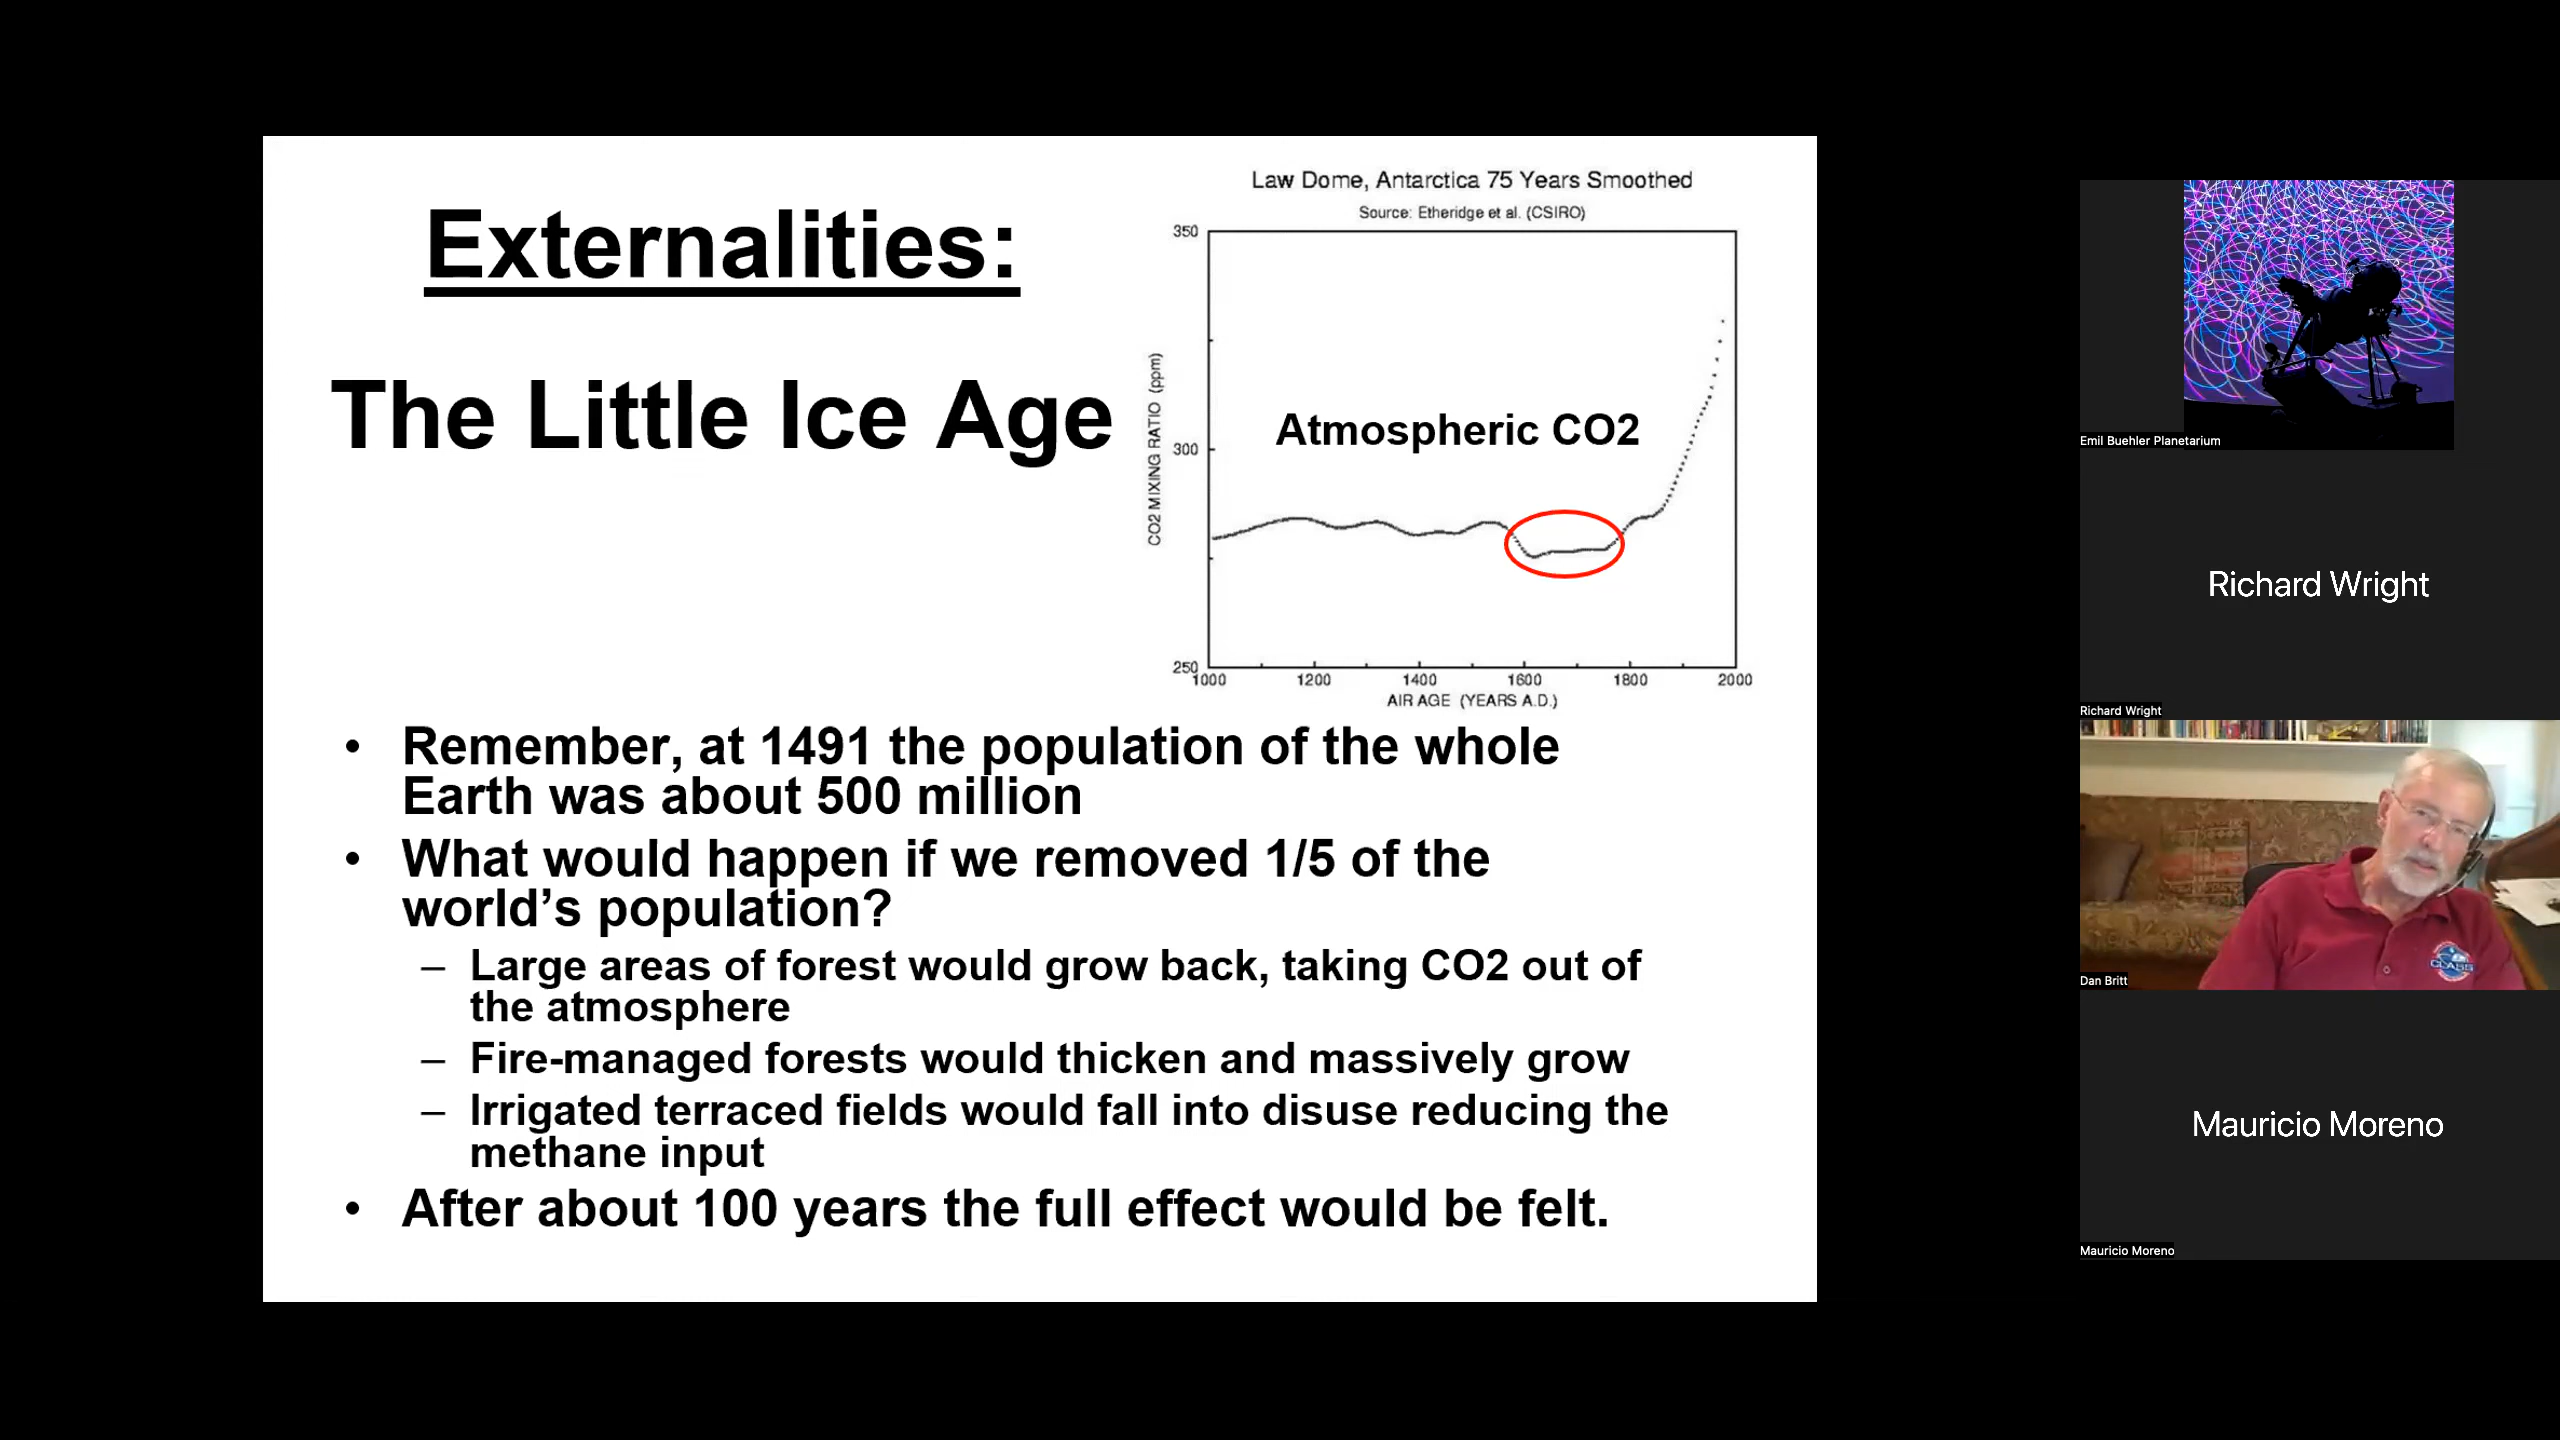 Externalities:
The Little Ice Age
Law Dome, Antarctica 75 Years Smoothed
Source: Etheridge et al. (CSIRO)
350
300
250
CO2 MIXING RATIO (ppm)
Atmospheric CO2
1000 1200 1400 1600 1800 2000
AIR AGE (YEARS A.D.)
• Remember, at 1491 the population of the whole
Earth was about 500 million
• What would happen if we removed 1/5 of the
world's population?
– Large areas of forest would grow back, taking CO2 out of
the atmosphere
– Fire-managed forests would thicken and massively grow
– Irrigated terraced fields would fall into disuse reducing the
methane input
• After about 100 years the full effect would be felt.
Emil Buehler Planetarium
Richard Wright
Richard Wright
CLASS
Dan Britt
Mauricio Moreno
Mauricio Moreno